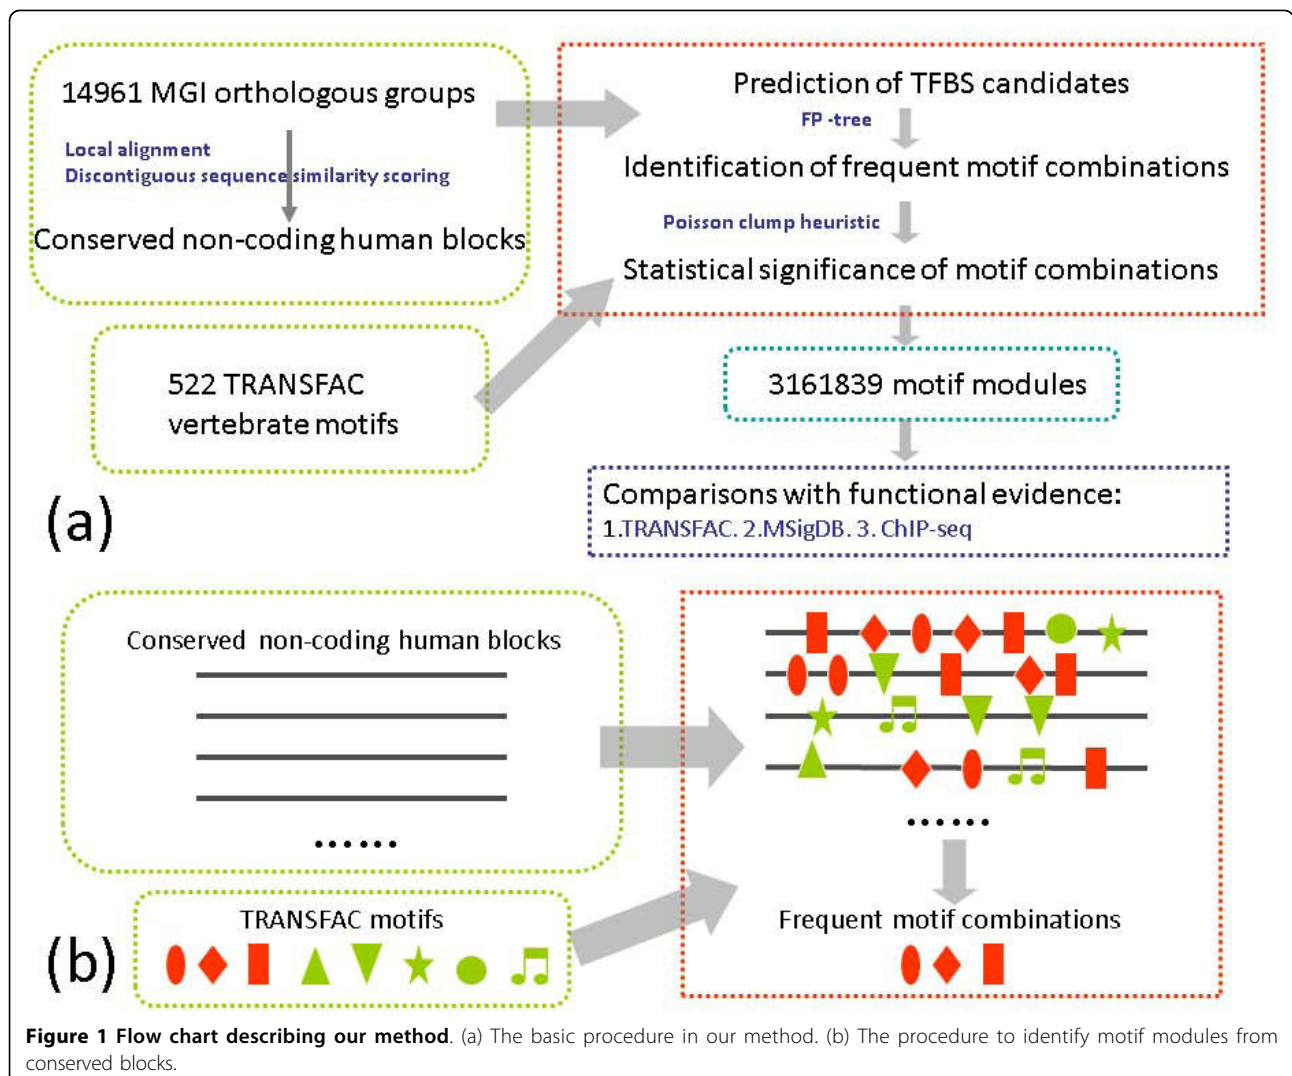 14961 MGI orthologous groups
Local alignment
Discontiguous sequence similarity scoring
Conserved non-coding human blocks
522 TRANSFAC
vertebrate motifs
Prediction of TFBS candidates
FP -tree
Identification of frequent motif combinations
Poisson clump heuristic
Statistical significance of motif combinations
3161839 motif modules
Comparisons with functional evidence:
1.TRANSFAC. 2.MSigDB. 3. ChIP-seq
(a)
Conserved non-coding human blocks
......
TRANSFAC motifs
......
Frequent motif combinations
(b)
Figure 1 Flow chart describing our method. (a) The basic procedure in our method. (b) The procedure to identify motif modules from
conserved blocks.